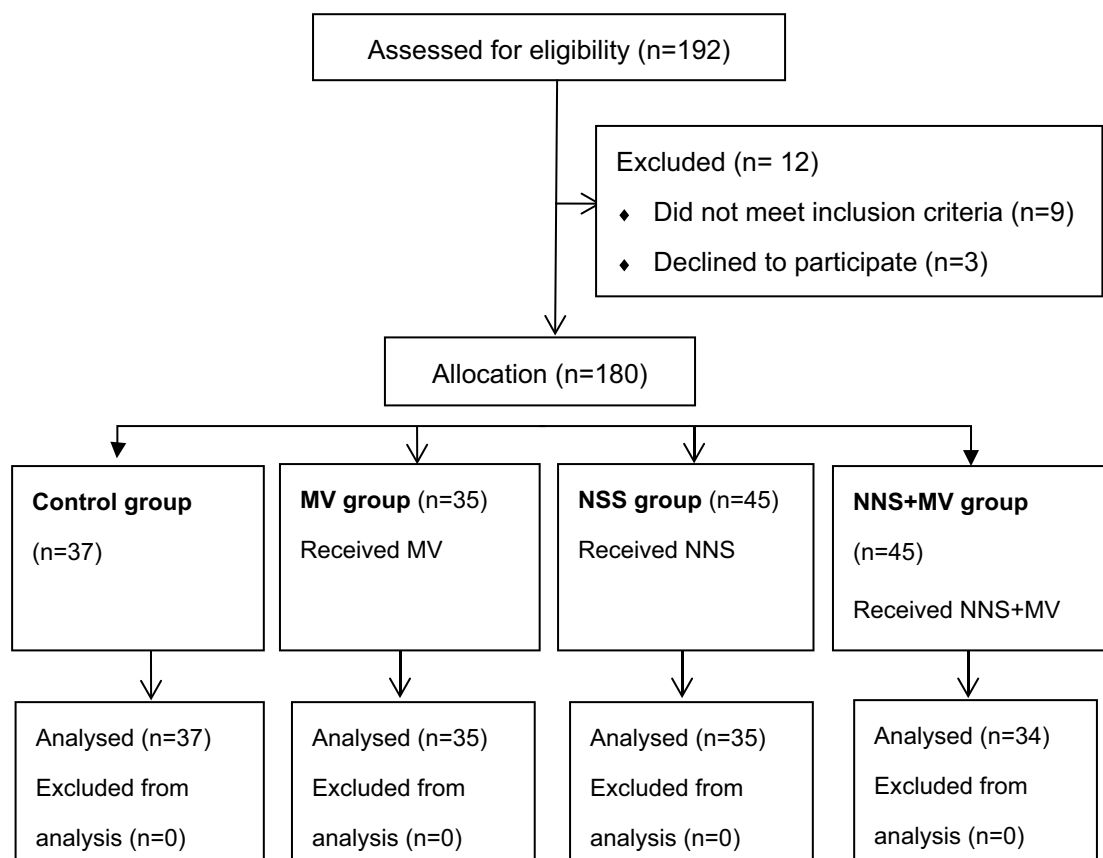 Assessed for eligibility (n=192)
Excluded (n= 12)
♦ Did not meet inclusion criteria (n=9)
♦ Declined to participate (n=3)
Allocation (n=180)
Control group
(n=37)
MV group (n=35)
Received MV
NSS group (n=45)
Received NNS
NNS+MV group
(n=45)
Received NNS+MV
Analysed (n=37)
Excluded from
analysis (n=0)
Analysed (n=35)
Excluded from
analysis (n=0)
Analysed (n=35)
Excluded from
analysis (n=0)
Analysed (n=34)
Excluded from
analysis (n=0)